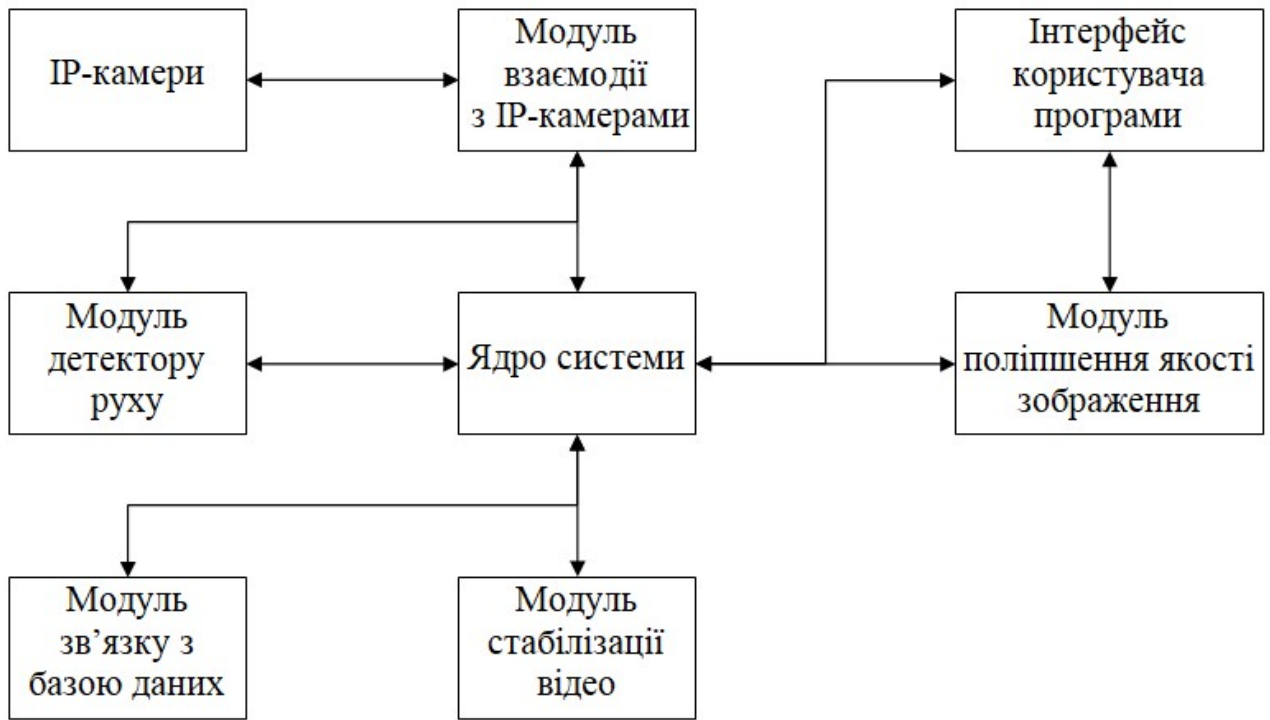 IP-камери
Модуль
взаємодії
з IP-камерами
Інтерфейс
користувача
програми
Модуль
детектору
руху
Ядро системи
Модуль
поліпшення якості
зображення
Модуль
зв’язку з
базою даних
Модуль
стабілізації
відео